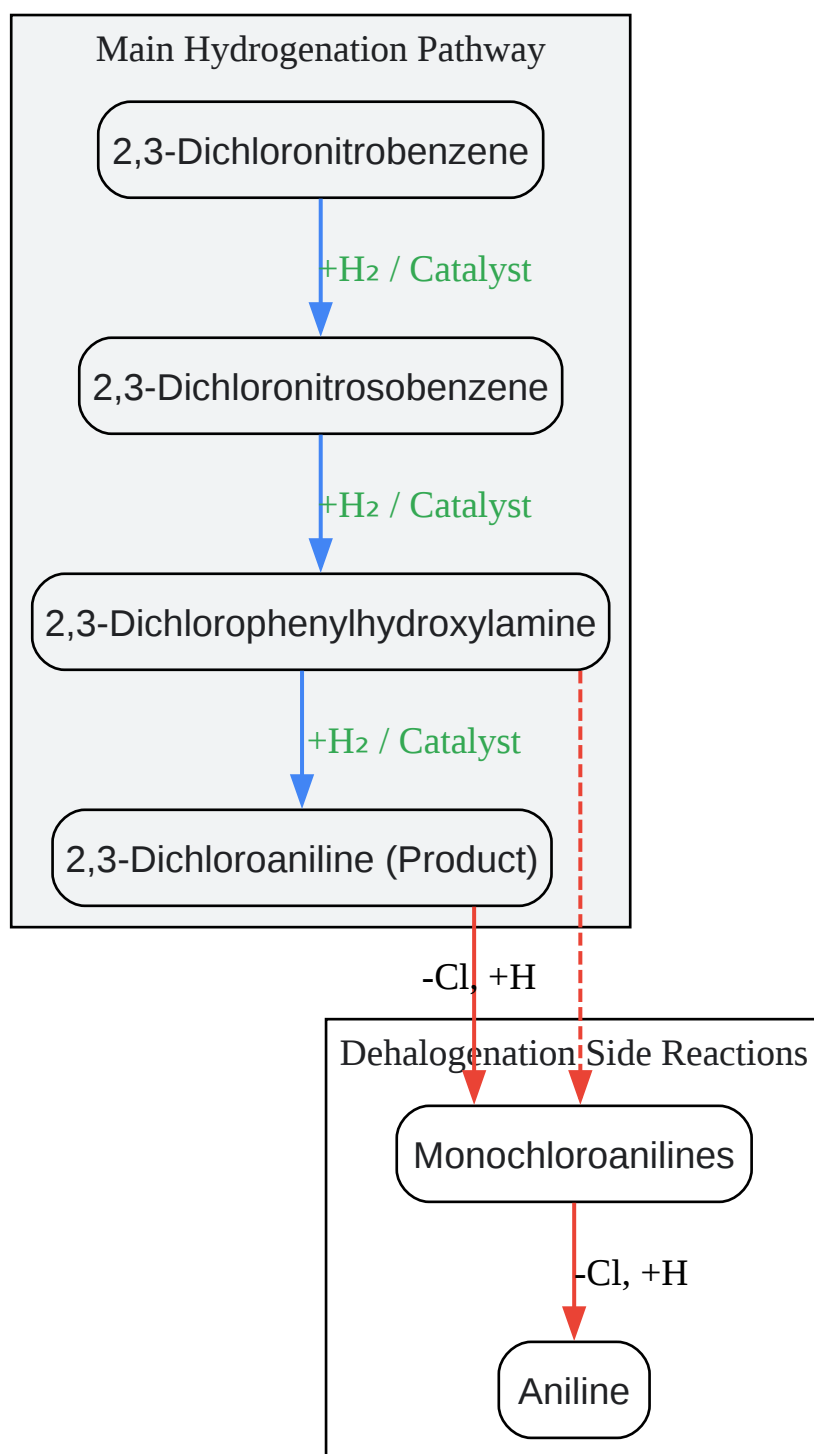 Main Hydrogenation Pathway
2,3-Dichloronitrobenzene
+H₂ / Catalyst
2,3-Dichloronitrosobenzene
+H₂ / Catalyst
2,3-Dichlorophenylhydroxylamine
+H₂ / Catalyst
2,3-Dichloroaniline (Product)
-Cl, +H
Dehalogenation Side Reactions
Monochloroanilines
-Cl, +H
Aniline